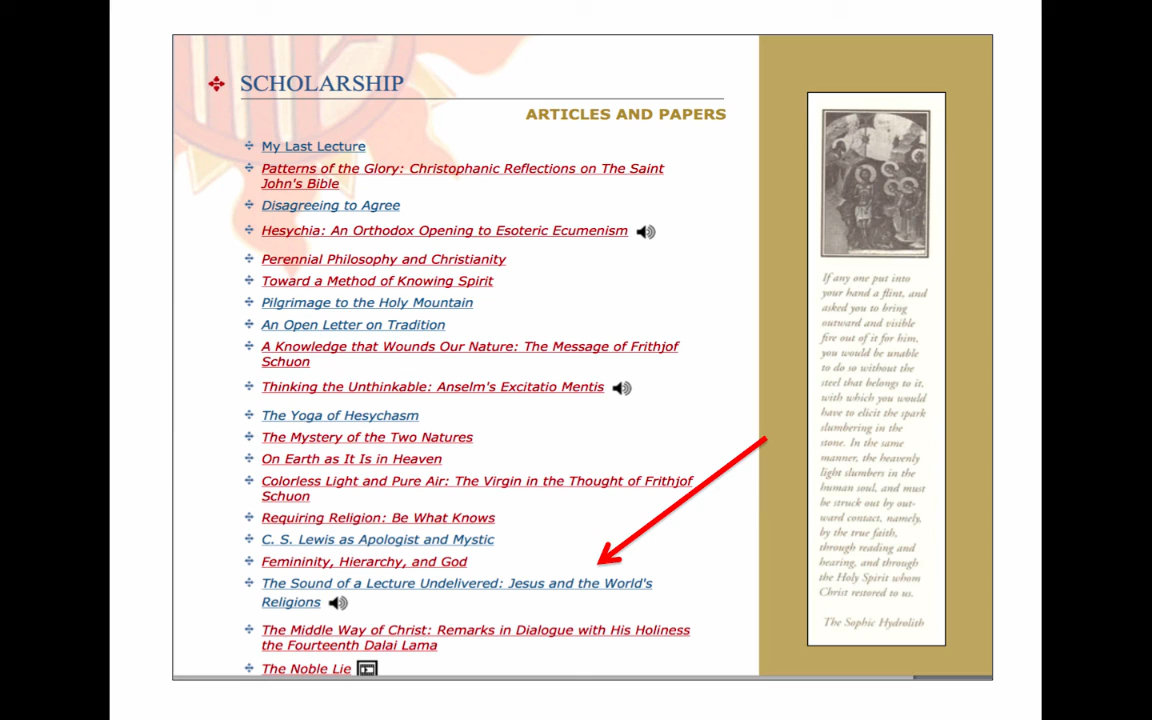 SCHOLARSHIP
ARTICLES AND PAPERS
My Last Lecture
Patterns of the Glory: Christophanic Reflections on The Saint
John's Bible
Disagreeing to Agree
Hesychia: An Orthodox Opening to Esoteric Ecumenism
Perennial Philosophy and Christianity
Toward a Method of Knowing Spirit
Pilgrimage to the Holy Mountain
An Open Letter on Tradition
A Knowledge that Wounds Our Nature: The Message of Frithjof
Schuon
Thinking the Unthinkable: Anselm's Excitatio Mentis
The Yoga of Hesychasm
The Mystery of the Two Natures
On Earth as It Is in Heaven
Colorless Light and Pure Air: The Virgin in the Thought of Frithjof
Schuon
Requiring Religion: Be What Knows
C. S. Lewis as Apologist and Mystic
Femininity, Hierarchy, and God
The Sound of a Lecture Undelivered: Jesus and the World's
Religions
The Middle Way of Christ: Remarks in Dialogue with His Holiness
the Fourteenth Dalai Lama
The Noble Lie
If any one put into
your hand a flint, and
asked you to bring
outward and visible
fire out of it for him,
you would be unable
to do so without the
steel that belongs to it,
with which you would
have to elicit the spark
slumbering in the
stone. In the same
manner, the heavenly
light slumbers in the
human soul, and must
be struck out by out-
ward contact, namely,
by the true faith,
through reading and
hearing, and through
the Holy Spirit whom
Christ restored to us.
The Sophic Hydrolith